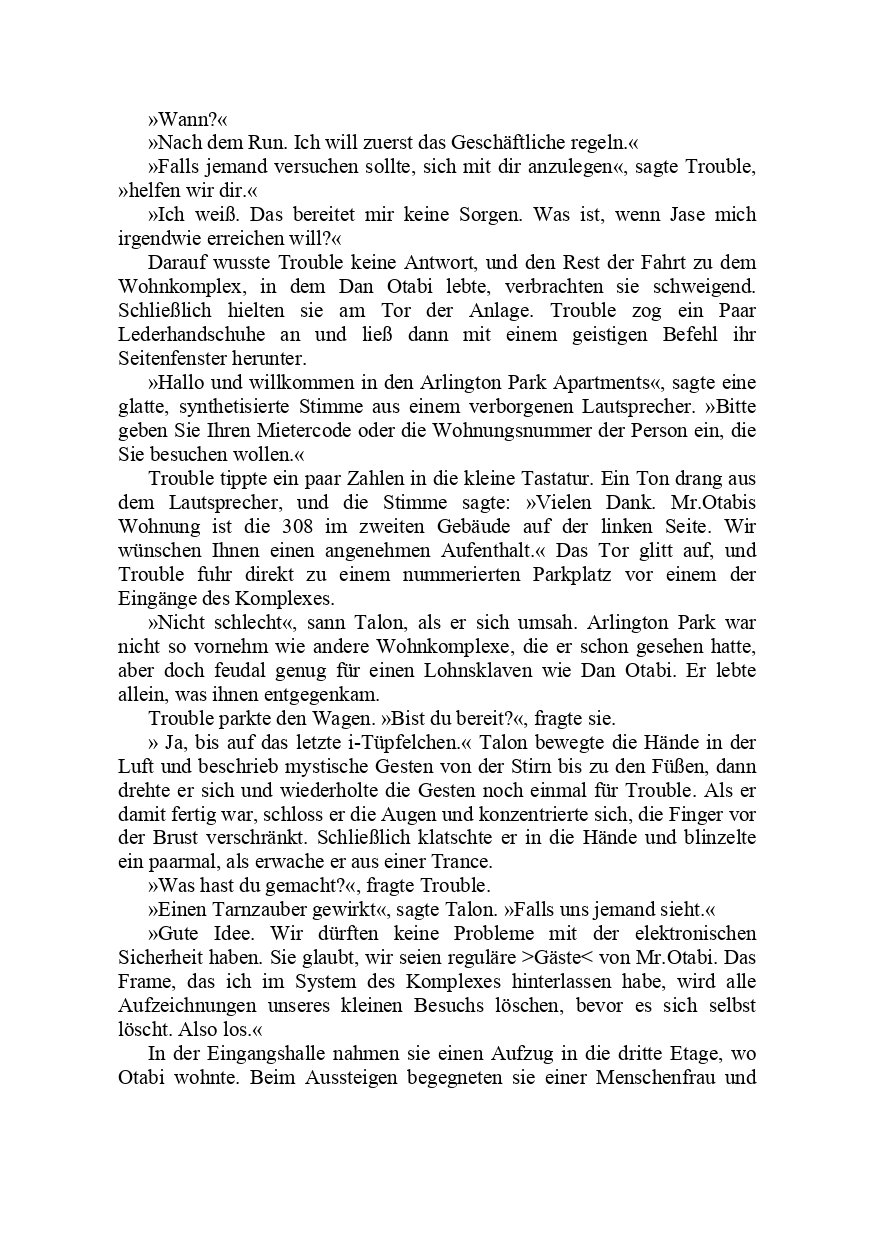 »Wann?«
»Nach dem Run. Ich will zuerst das Geschäftliche regeln.«
»Falls jemand versuchen sollte, sich mit dir anzulegen«, sagte Trouble,
»helfen wir dir.«
»Ich weiß. Das bereitet mir keine Sorgen. Was ist, wenn Jase mich
irgendwie erreichen will?«
Darauf wusste Trouble keine Antwort, und den Rest der Fahrt zu dem
Wohnkomplex, in dem Dan Otabi lebte, verbrachten sie schweigend.
Schließlich hielten sie am Tor der Anlage. Trouble zog ein Paar
Lederhandschuhe an und ließ dann mit einem geistigen Befehl ihr
Seitenfenster herunter.
»Hallo und willkommen in den Arlington Park Apartments«, sagte eine
glatte, synthetisierte Stimme aus einem verborgenen Lautsprecher. »Bitte
geben Sie Ihren Mietercode oder die Wohnungsnummer der Person ein, die
Sie besuchen wollen.«
Trouble tippte ein paar Zahlen in die kleine Tastatur. Ein Ton drang aus
dem Lautsprecher, und die Stimme sagte: »Vielen Dank. Mr.Otabis
Wohnung ist die 308 im zweiten Gebäude auf der linken Seite. Wir
wünschen Ihnen einen angenehmen Aufenthalt.« Das Tor glitt auf, und
Trouble fuhr direkt zu einem nummerierten Parkplatz vor einem der
Eingänge des Komplexes.
»Nicht schlecht«, sann Talon, als er sich umsah. Arlington Park war
nicht so vornehm wie andere Wohnkomplexe, die er schon gesehen hatte,
aber doch feudal genug für einen Lohnsklaven wie Dan Otabi. Er lebte
allein, was ihnen entgegenkam.
Trouble parkte den Wagen. »Bist du bereit?«, fragte sie.
» Ja, bis auf das letzte i-Tüpfelchen.« Talon bewegte die Hände in der
Luft und beschrieb mystische Gesten von der Stirn bis zu den Füßen, dann
drehte er sich und wiederholte die Gesten noch einmal für Trouble. Als er
damit fertig war, schloss er die Augen und konzentrierte sich, die Finger vor
der Brust verschränkt. Schließlich klatschte er in die Hände und blinzelte
ein paarmal, als erwache er aus einer Trance.
»Was hast du gemacht?«, fragte Trouble.
»Einen Tarnzauber gewirkt«, sagte Talon. »Falls uns jemand sieht.«
»Gute Idee. Wir dürften keine Probleme mit der elektronischen
Sicherheit haben. Sie glaubt, wir seien reguläre >Gäste< von Mr.Otabi. Das
Frame, das ich im System des Komplexes hinterlassen habe, wird alle
Aufzeichnungen unseres kleinen Besuchs löschen, bevor es sich selbst
löscht. Also los.«
In der Eingangshalle nahmen sie einen Aufzug in die dritte Etage, wo
Otabi wohnte. Beim Aussteigen begegneten sie einer Menschenfrau und